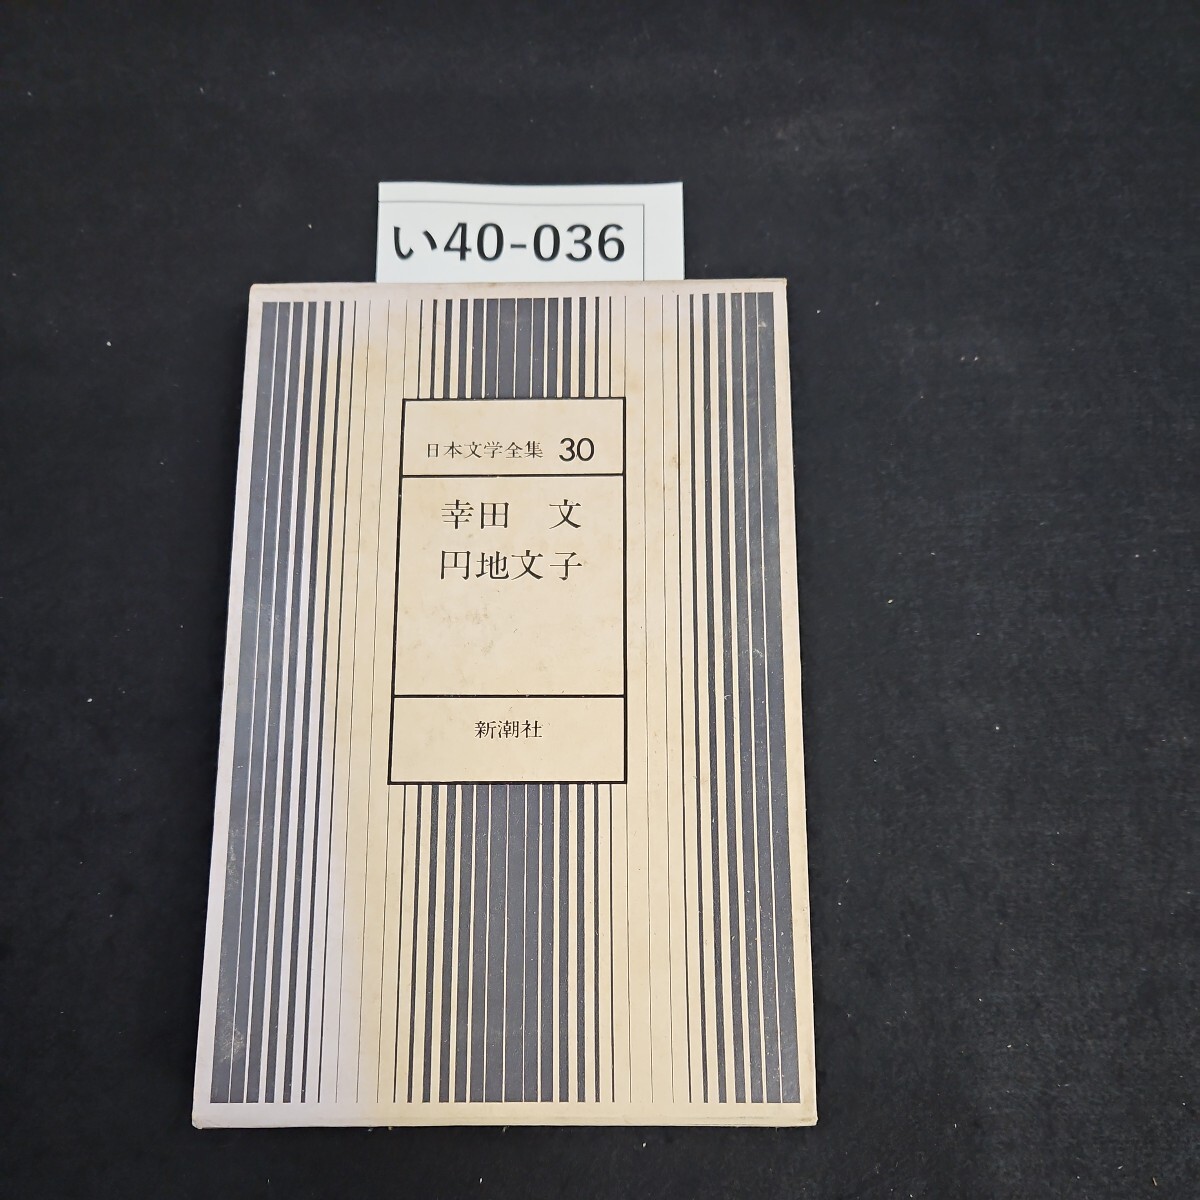 い40-036
日本文学全集 30
幸田 文
円地文子
新潮社